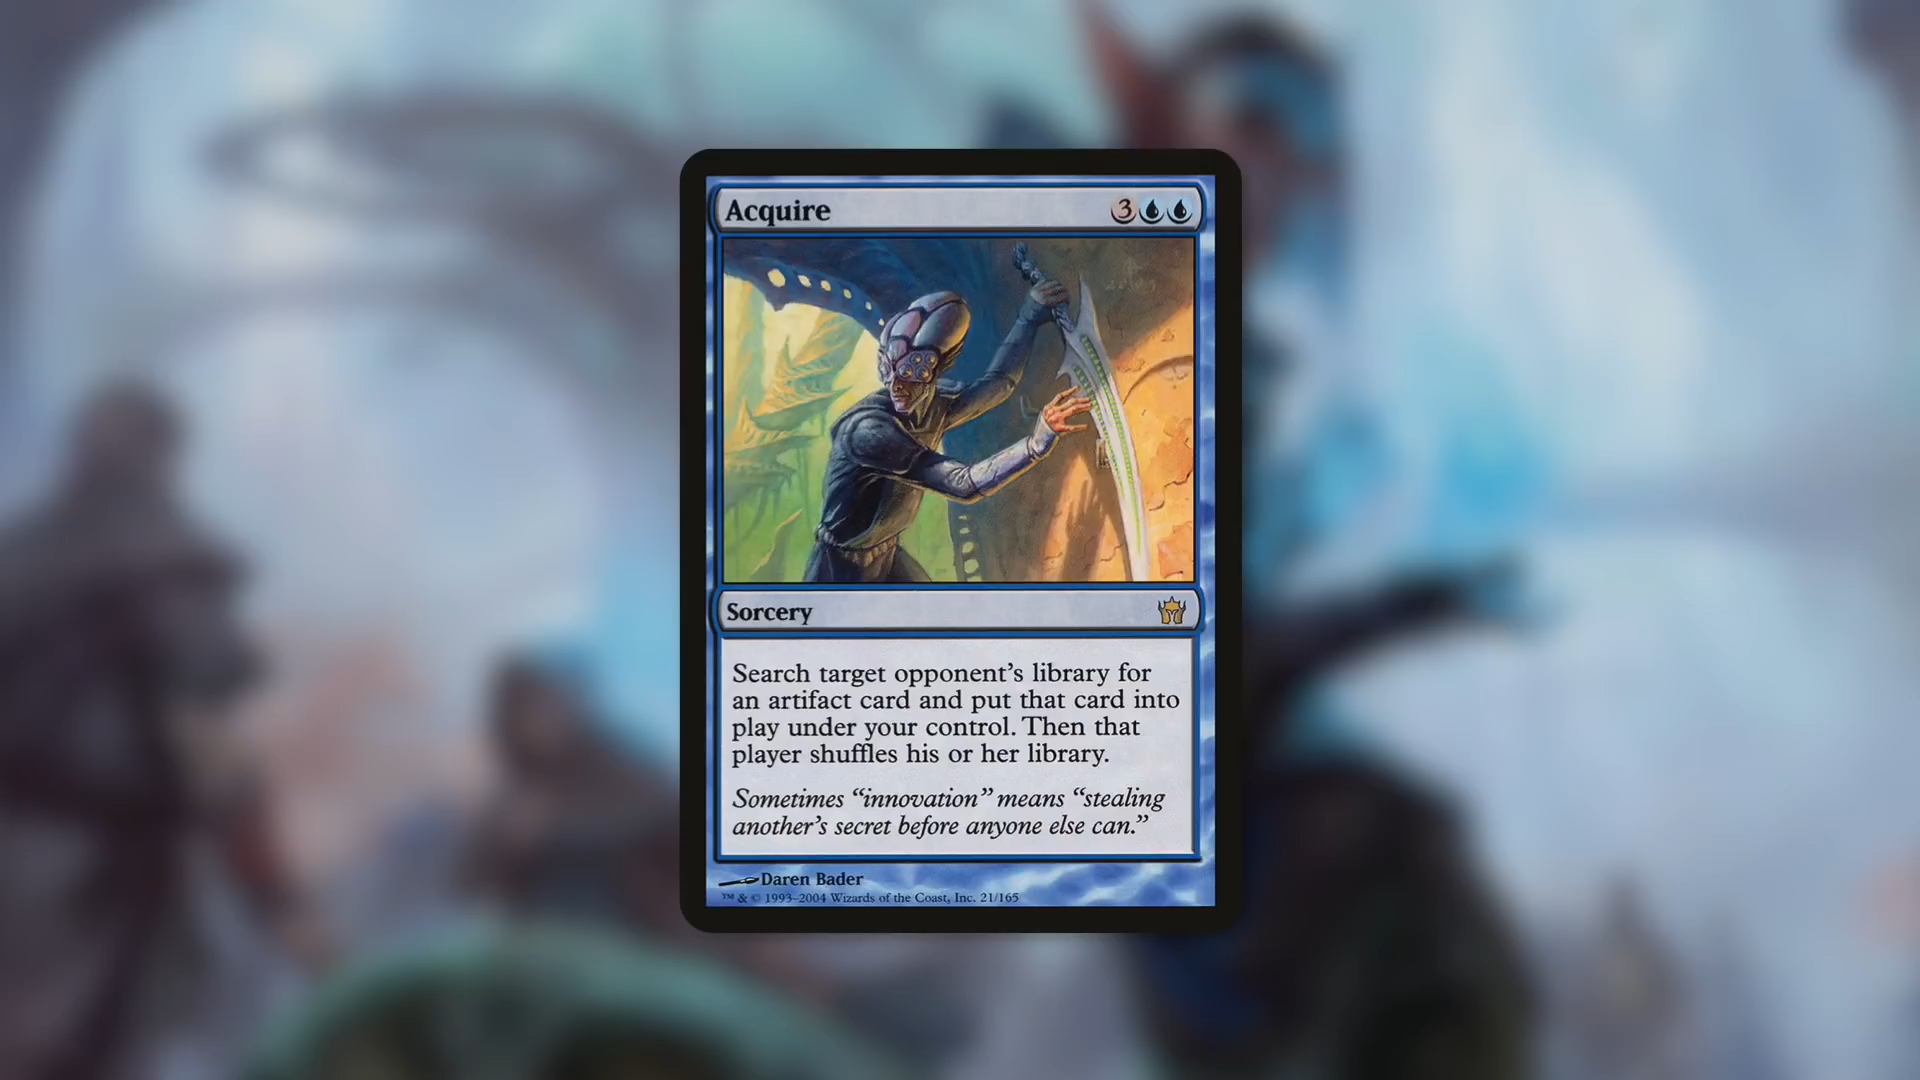 Acquire
3
Sorcery
Search target opponent's library for
an artifact card and put that card into
play under your control. Then that
player shuffles his or her library.
Sometimes “innovation” means “stealing
another's secret before anyone else can.”
Daren Bader
™ & © 1993–2004 Wizards of the Coast, Inc. 21/165